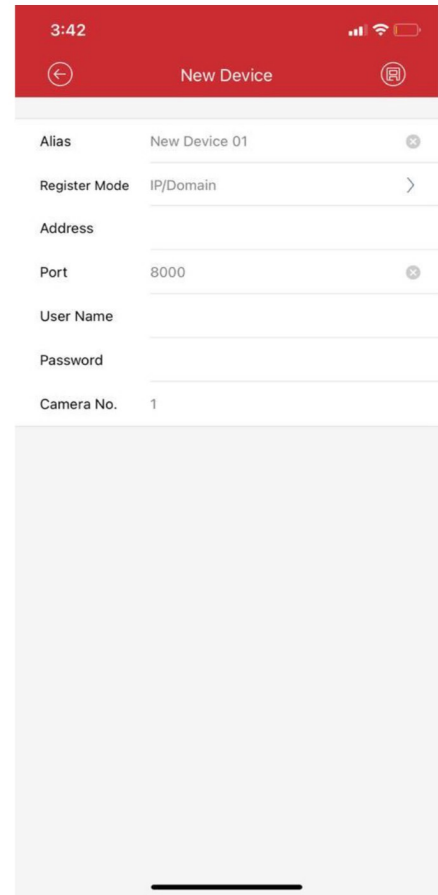 3:42
New Device
Alias New Device 01
Register Mode IP/Domain
Address
Port 8000
User Name
Password
Camera No. 1